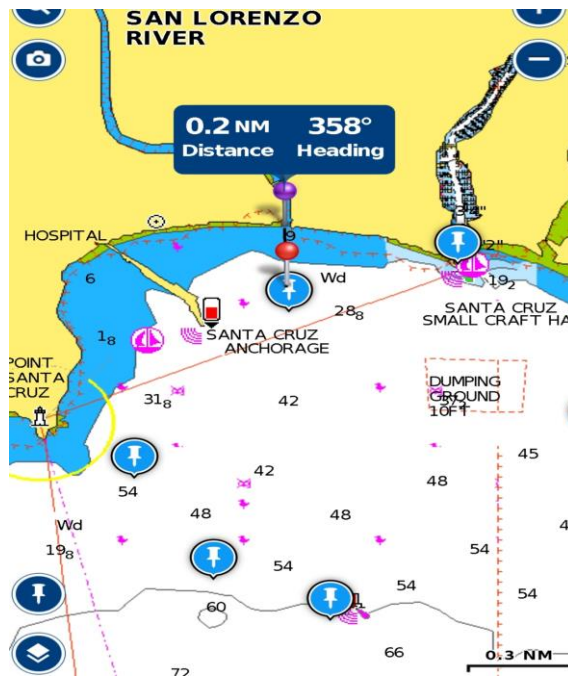 SAN LORENZO
RIVER
0.2 NM 358°
Distance Heading
HOSPITAL
9
6
Wd
19₂
28₈
SANTA CRUZ
SMALL CRAFT HA
1₈
SANTA CRUZ
ANCHORAGE
POINT
SANTA
CRUZ
DUMPING
GROUND
10FT
31₈
42
45
42
48
54
48
48
Wd
19₈
54
54
54
54
60
66
0.3 NM
72